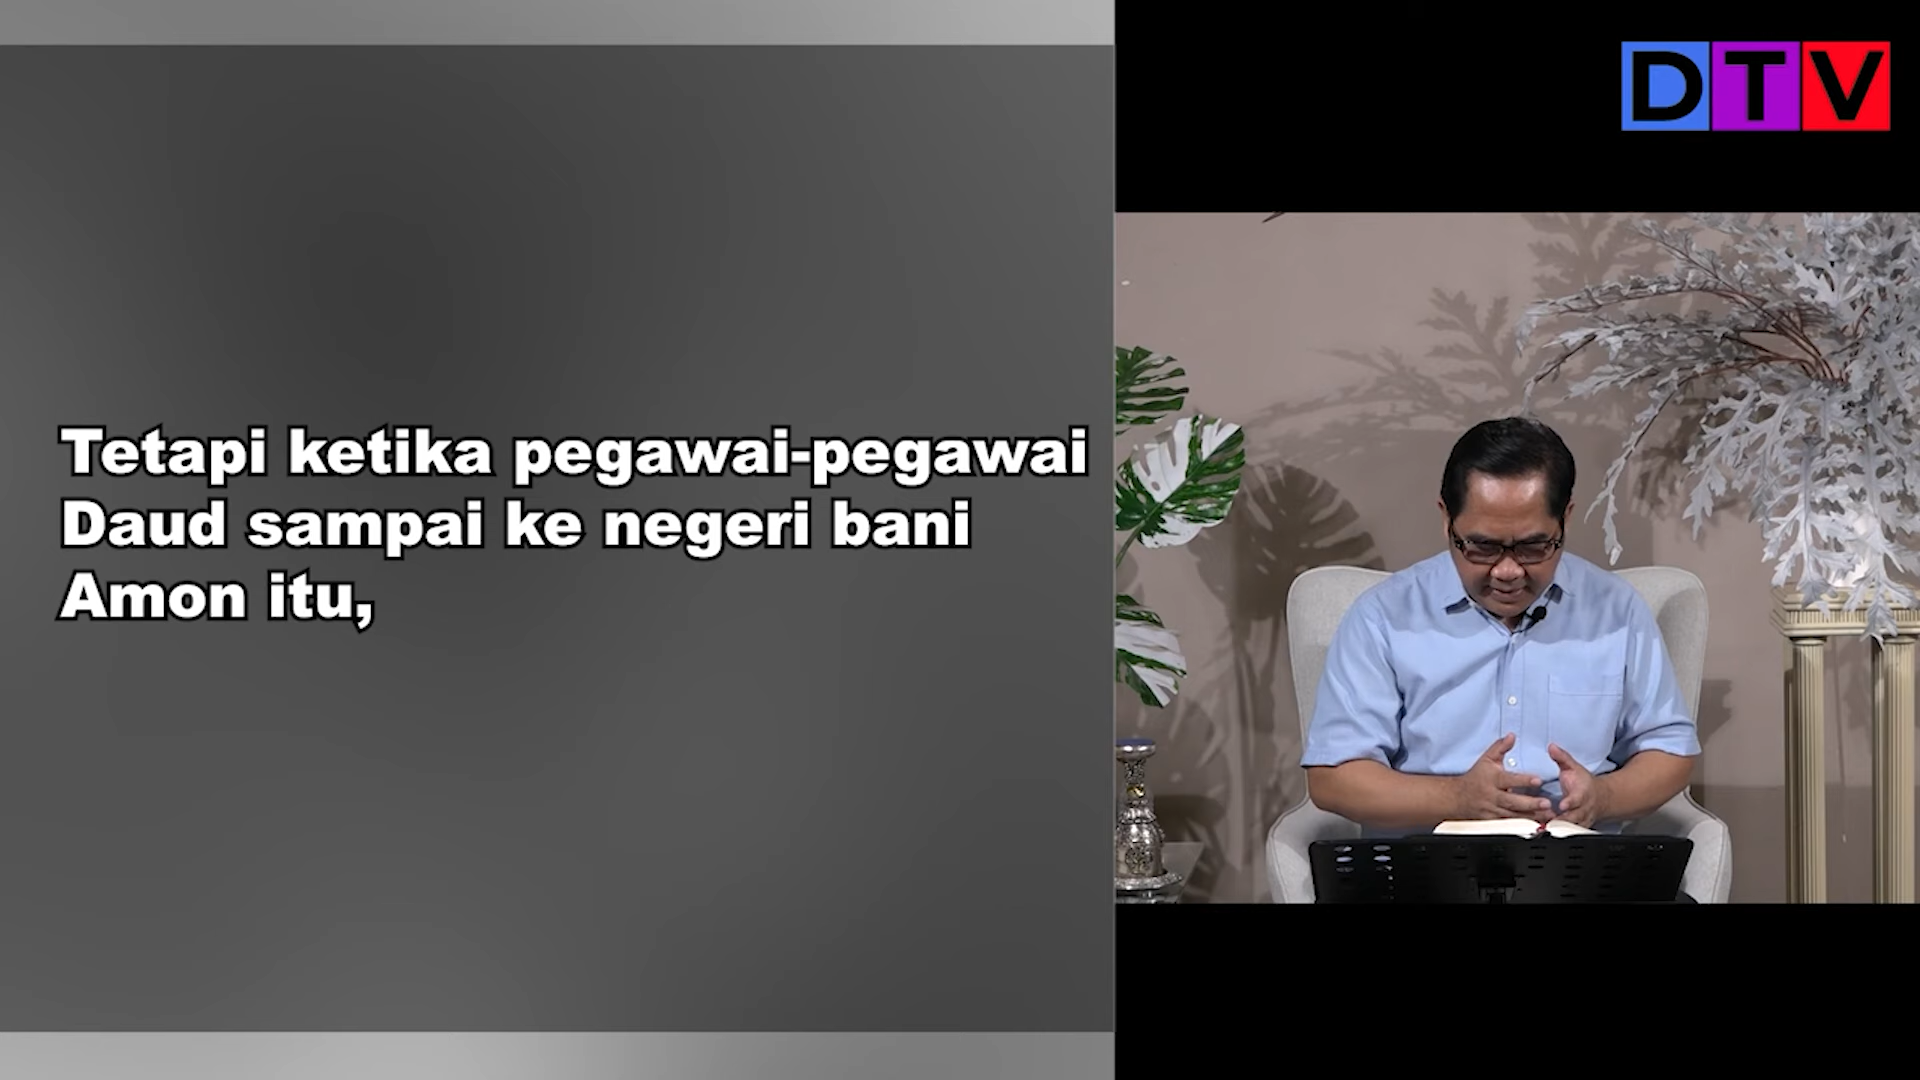 Tetapi ketika pegawai-pegawai
Daud sampai ke negeri bani
Amon itu,
DTV